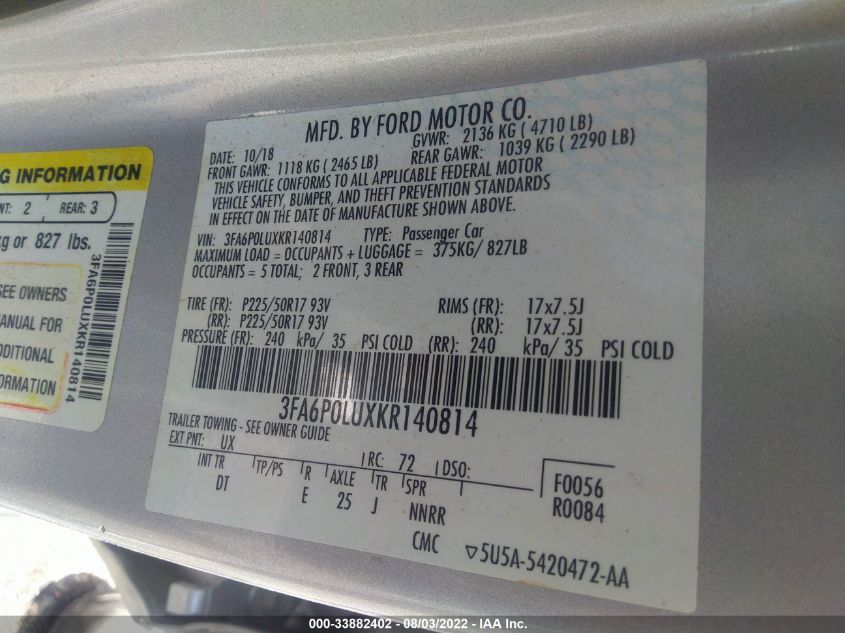 G INFORMATION
NT: 2 REAR: 3
kg or 827 lbs.
SEE OWNERS
MANUAL FOR
ADDITIONAL
INFORMATION
3FA6P0LUXKR140814
MFD. BY FORD MOTOR CO.
DATE: 10/18 GVWR: 2136 KG ( 4710 LB)
FRONT GAWR: 1118 KG ( 2465 LB) REAR GAWR: 1039 KG ( 2290 LB)
THIS VEHICLE CONFORMS TO ALL APPLICABLE FEDERAL MOTOR
VEHICLE SAFETY, BUMPER, AND THEFT PREVENTION STANDARDS
IN EFFECT ON THE DATE OF MANUFACTURE SHOWN ABOVE.
VIN: 3FA6P0LUXKR140814 TYPE: Passenger Car
MAXIMUM LOAD = OCCUPANTS + LUGGAGE = 375KG/ 827LB
OCCUPANTS = 5 TOTAL; 2 FRONT, 3 REAR
TIRE (FR): P225/50R17 93V RIMS (FR): 17x7.5J
(RR): P225/50R17 93V (RR): 17x7.5J
PRESSURE (FR): 240 kPa/ 35 PSI COLD (RR): 240 kPa/ 35 PSI COLD
3FA6P0LUXKR140814
TRAILER TOWING - SEE OWNER GUIDE
EXT PNT: UX RC: 72 DSO:
INT TR TP/PS R AXLE TR SPR
DT E 25 J NNRR
CMC
F0056
R0084
▽5U5A-5420472-AA
000-33882402 - 08/03/2022 - IAA Inc.